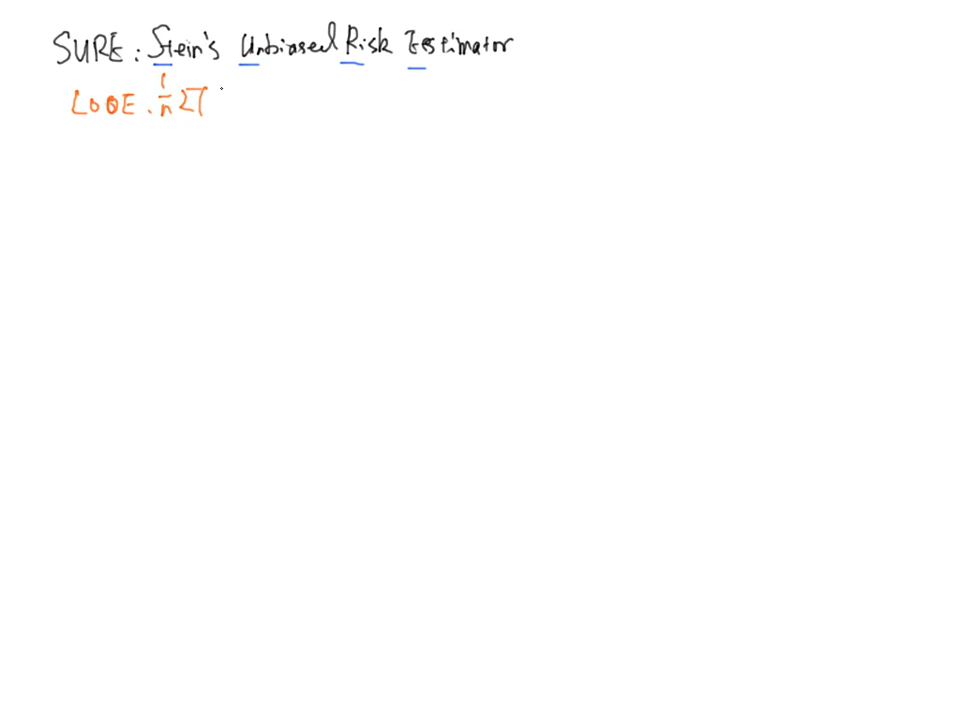 SURE: Stein's Unbiased Risk Estimator
LOOE. 1/n Σ